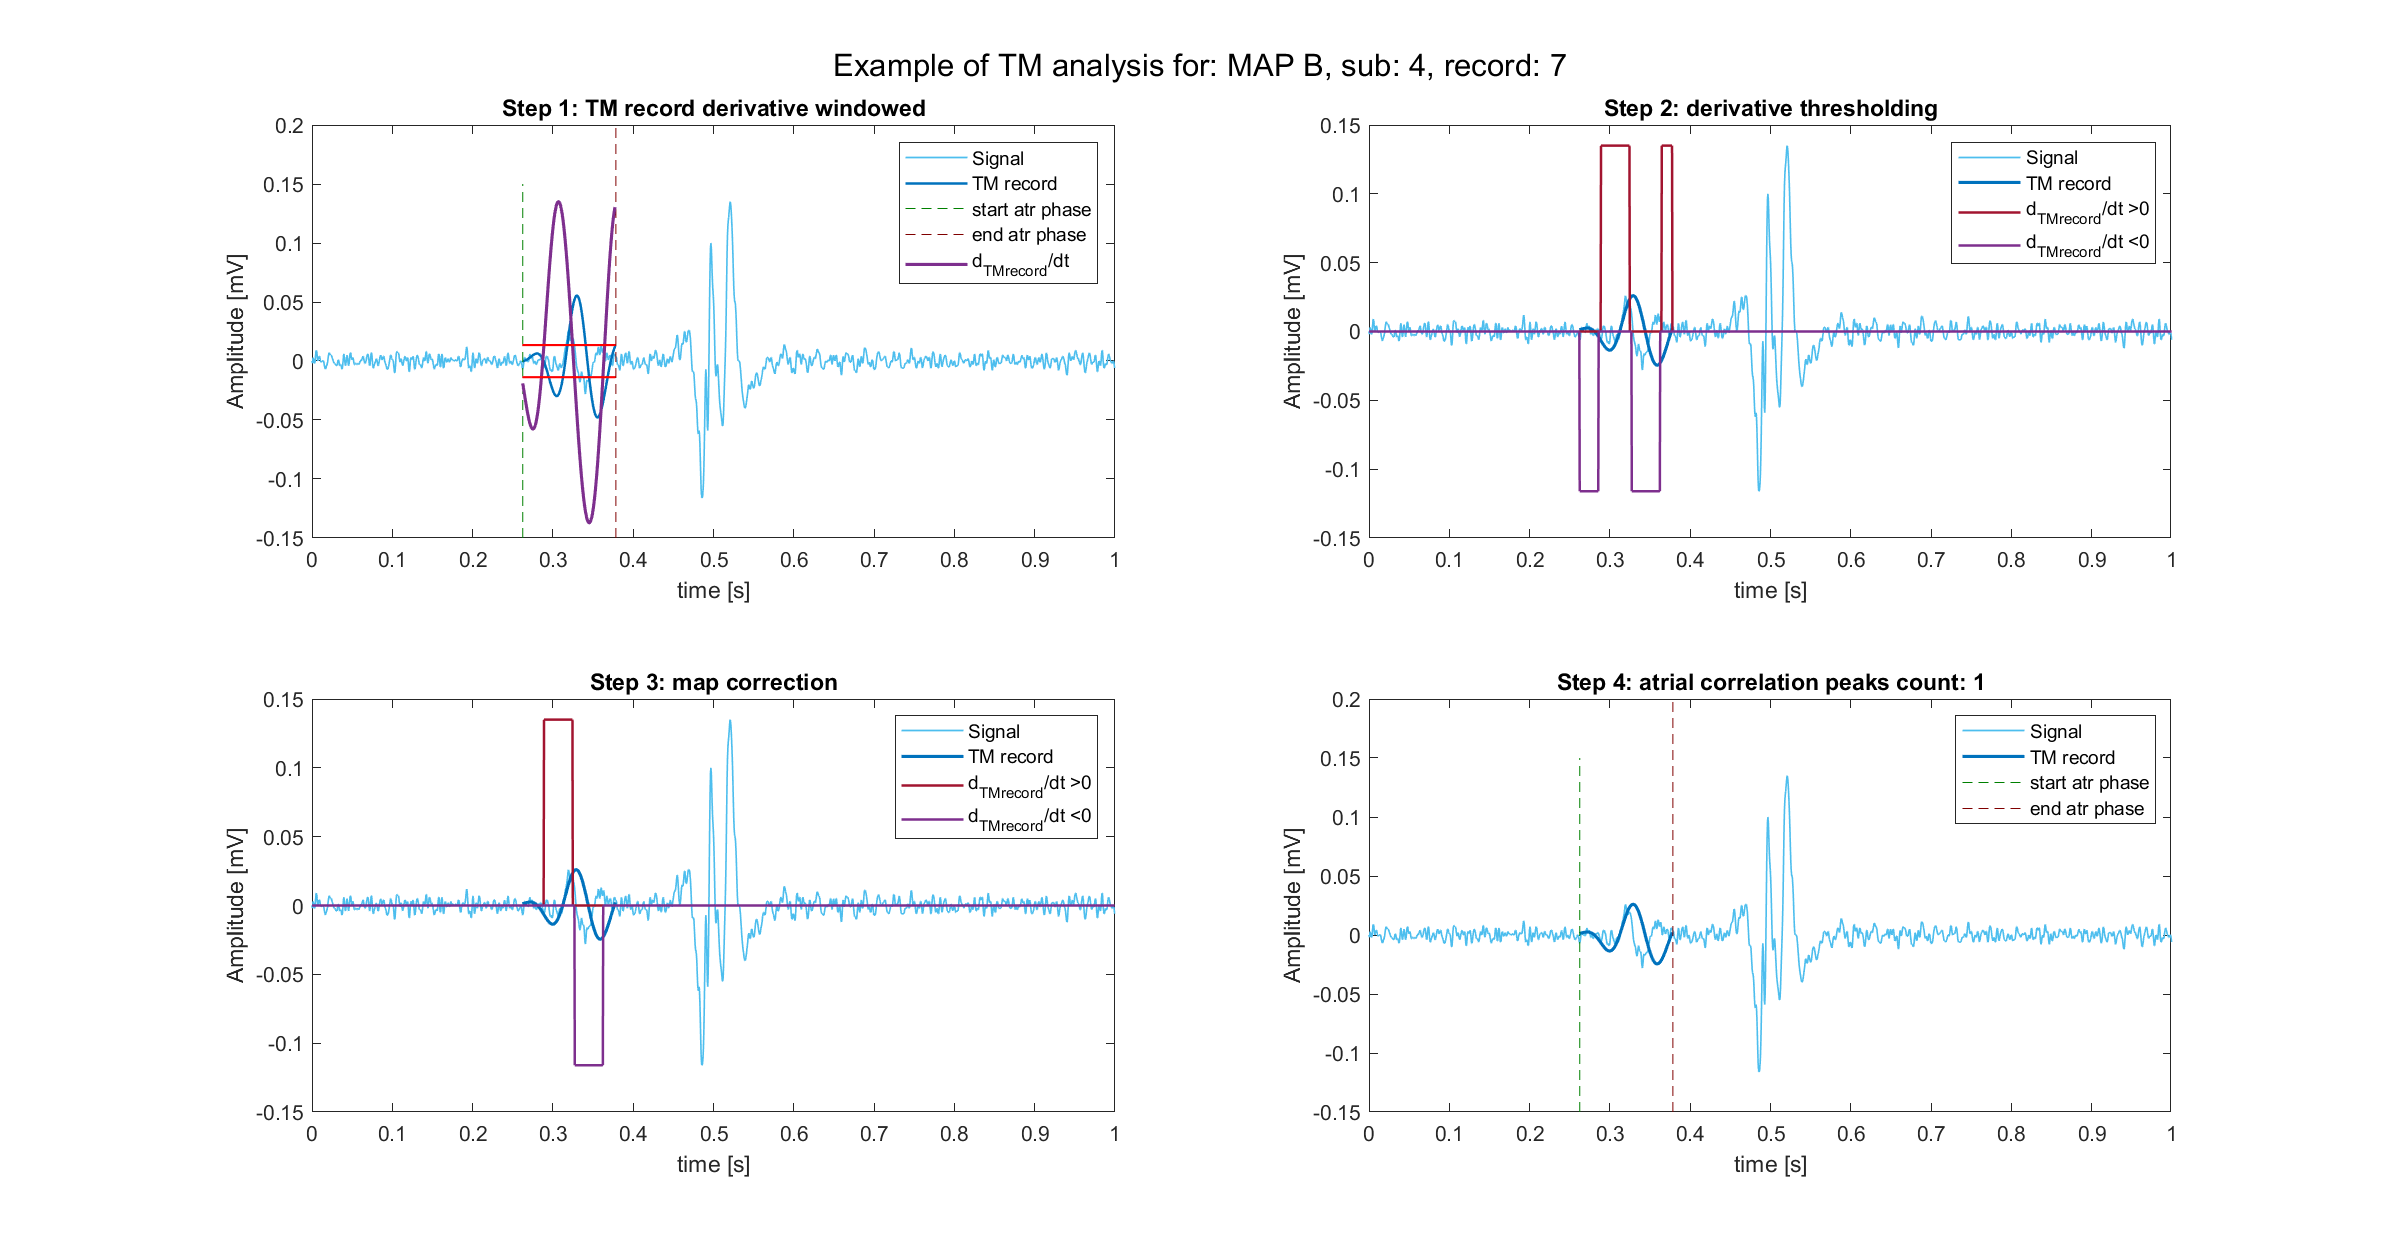 Example of TM analysis for: MAP B, sub: 4, record: 7
Step 1: TM record derivative windowed
0.2
0.15
0.1
0.05
0
-0.05
-0.1
-0.15
Amplitude [mV]
0 0.1 0.2 0.3 0.4 0.5 0.6 0.7 0.8 0.9 1
time [s]
Signal
TM record
start atr phase
end atr phase
dTMrecord/dt
Step 2: derivative thresholding
0.15
0.1
0.05
0
-0.05
-0.1
-0.15
Amplitude [mV]
0 0.1 0.2 0.3 0.4 0.5 0.6 0.7 0.8 0.9 1
time [s]
Signal
TM record
dTMrecord/dt >0
dTMrecord/dt <0
Step 3: map correction
0.15
0.1
0.05
0
-0.05
-0.1
-0.15
Amplitude [mV]
0 0.1 0.2 0.3 0.4 0.5 0.6 0.7 0.8 0.9 1
time [s]
Signal
TM record
dTMrecord/dt >0
dTMrecord/dt <0
Step 4: atrial correlation peaks count: 1
0.2
0.15
0.1
0.05
0
-0.05
-0.1
-0.15
Amplitude [mV]
0 0.1 0.2 0.3 0.4 0.5 0.6 0.7 0.8 0.9 1
time [s]
Signal
TM record
start atr phase
end atr phase